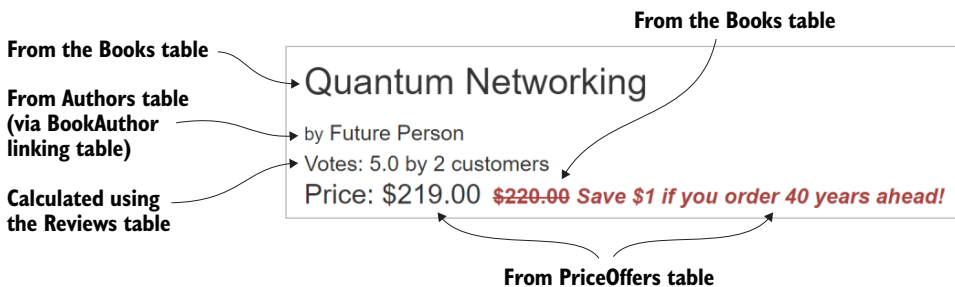 From the Books table
From the Books table
Quantum Networking
From Authors table
(via BookAuthor
linking table)
by Future Person
Votes: 5.0 by 2 customers
Calculated using
the Reviews table
Price: $219.00 $220.00 Save $1 if you order 40 years ahead!
From PriceOffers table